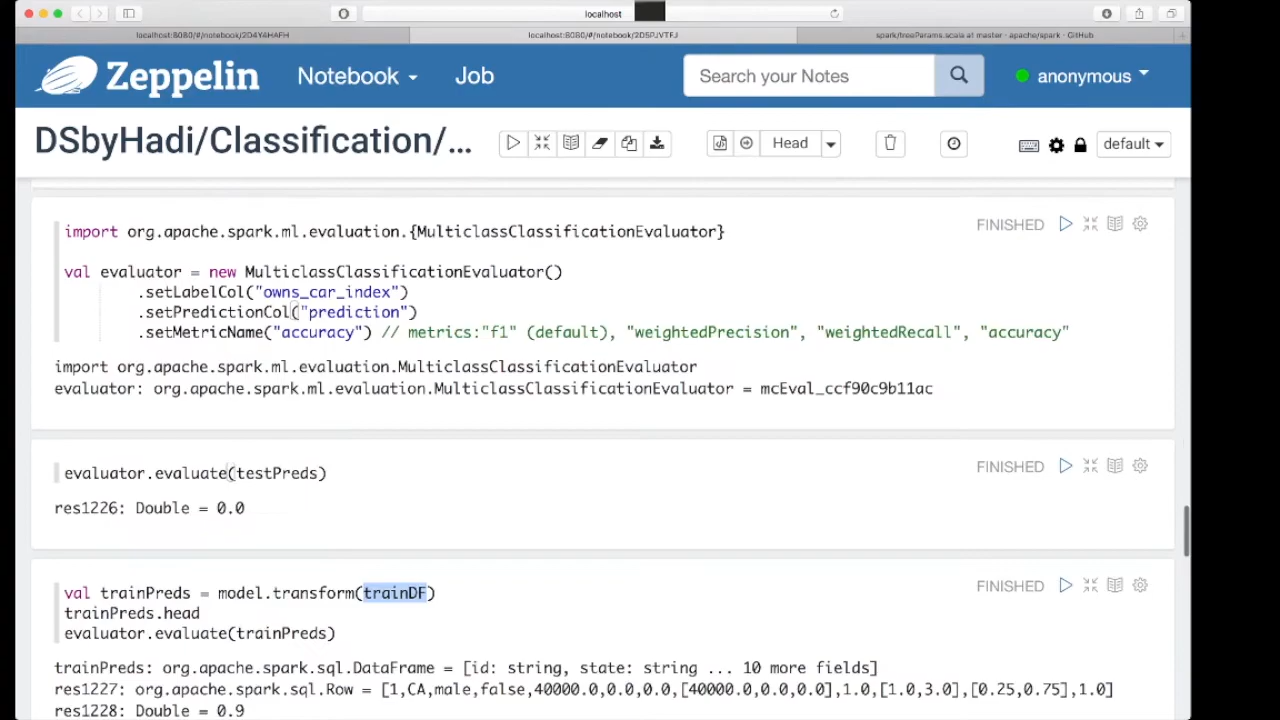 localhost
localhost:8080/#/notebook/2D4Y4HAFH
localhost:8080/#/notebook/2D5PJVTFJ
spark/treeParams.scala at master · apache/spark · GitHub
Zeppelin
Notebook
Job
Search your Notes
anonymous
DSbyHadi/Classification/...
Head
default
import org.apache.spark.ml.evaluation.{MulticlassClassificationEvaluator}
FINISHED
val evaluator = new MulticlassClassificationEvaluator()
.setLabelCol("owns_car_index")
.setPredictionCol("prediction")
.setMetricName("accuracy") // metrics:"f1" (default), "weightedPrecision", "weightedRecall", "accuracy"
import org.apache.spark.ml.evaluation.MulticlassClassificationEvaluator
evaluator: org.apache.spark.ml.evaluation.MulticlassClassificationEvaluator = mcEval_ccf90c9b11ac
evaluator.evaluate(testPreds)
FINISHED
res1226: Double = 0.0
val trainPreds = model.transform(trainDF)
FINISHED
trainPreds.head
evaluator.evaluate(trainPreds)
trainPreds: org.apache.spark.sql.DataFrame = [id: string, state: string ... 10 more fields]
res1227: org.apache.spark.sql.Row = [1,CA,male,false,40000.0,0.0,0.0,[40000.0,0.0,0.0],1.0,[1.0,3.0],[0.25,0.75],1.0]
res1228: Double = 0.9